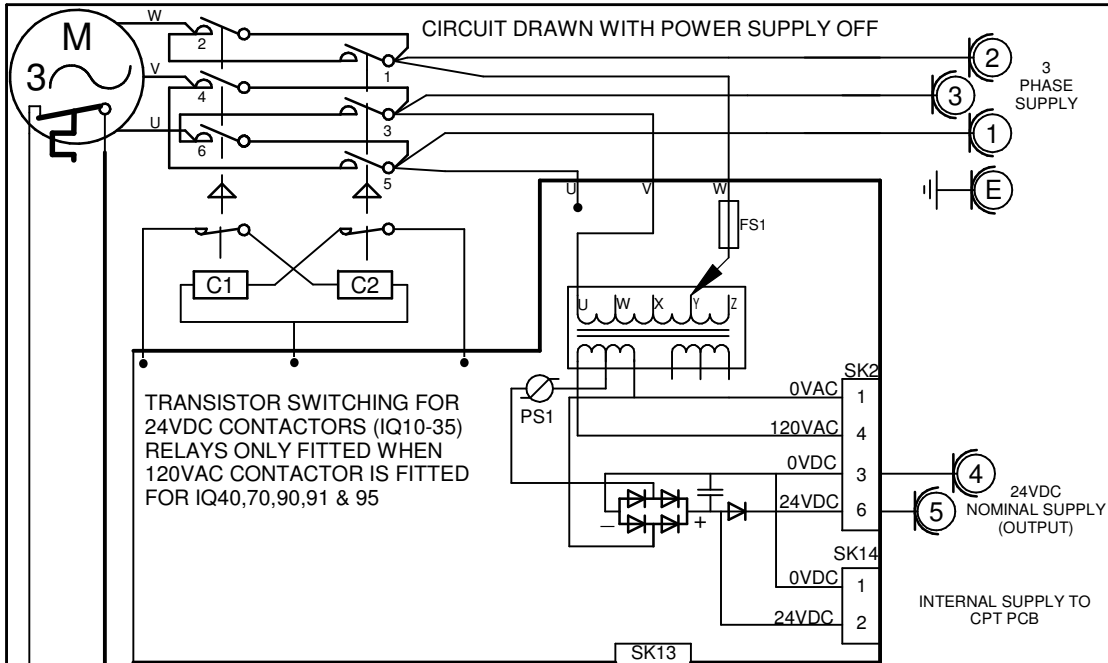 CIRCUIT DRAWN WITH POWER SUPPLY OFF
W
M
3
V
U
2
4
6
1
3
5
2
3
1
E
3
PHASE
SUPPLY
C1
C2
U
V
W
FS1
U
W
X
Y
Z
PS1
TRANSISTOR SWITCHING FOR
24VDC CONTACTORS (IQ10-35)
RELAYS ONLY FITTED WHEN
120VAC CONTACTOR IS FITTED
FOR IQ40,70,90,91 & 95
SK2
0VAC 1
120VAC 4
0VDC 3
24VDC 6
4
5
24VDC
NOMINAL SUPPLY
(OUTPUT)
− +
SK14
0VDC 1
24VDC 2
INTERNAL SUPPLY TO
CPT PCB
SK13